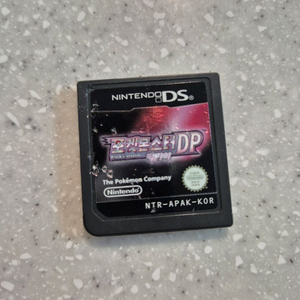 NINTENDO DS
포켓몬스터DP
The Pokémon Company
Nintendo
NTR-APAK-KOR